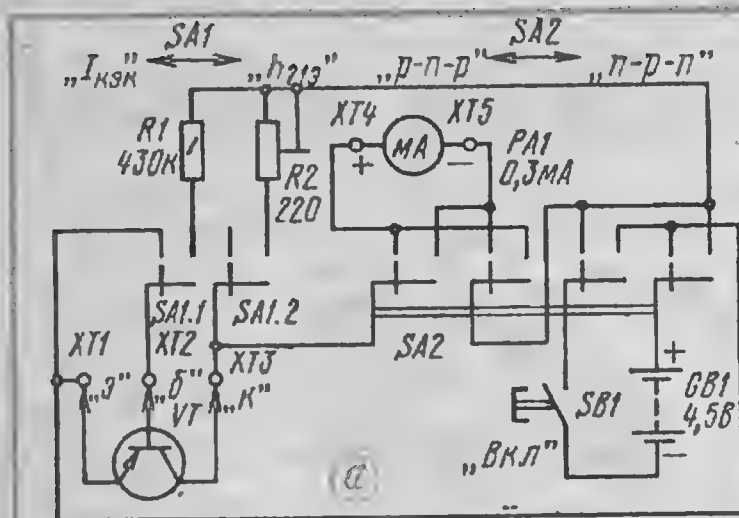 SA1
„Iкэк"
„h21э"
„p-n-p"
SA2
„n-p-n"
R1
430к
R2
220
XT4
+
мА
XT5
−
PA1
0,3мА
SA1.1
SA1.2
SA2
XT1
„Э"
XT2
„б"
VT
XT3
„К"
SB1
„Вкл"
+
GB1
4,5В
−
а